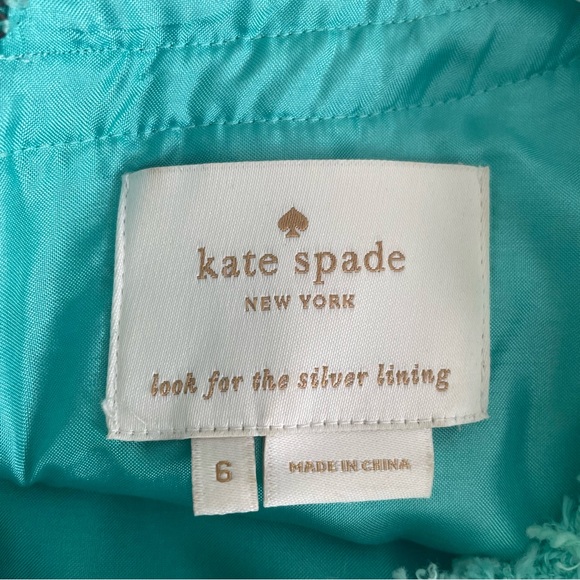 kate spade
NEW YORK
look for the silver lining
6
MADE IN CHINA